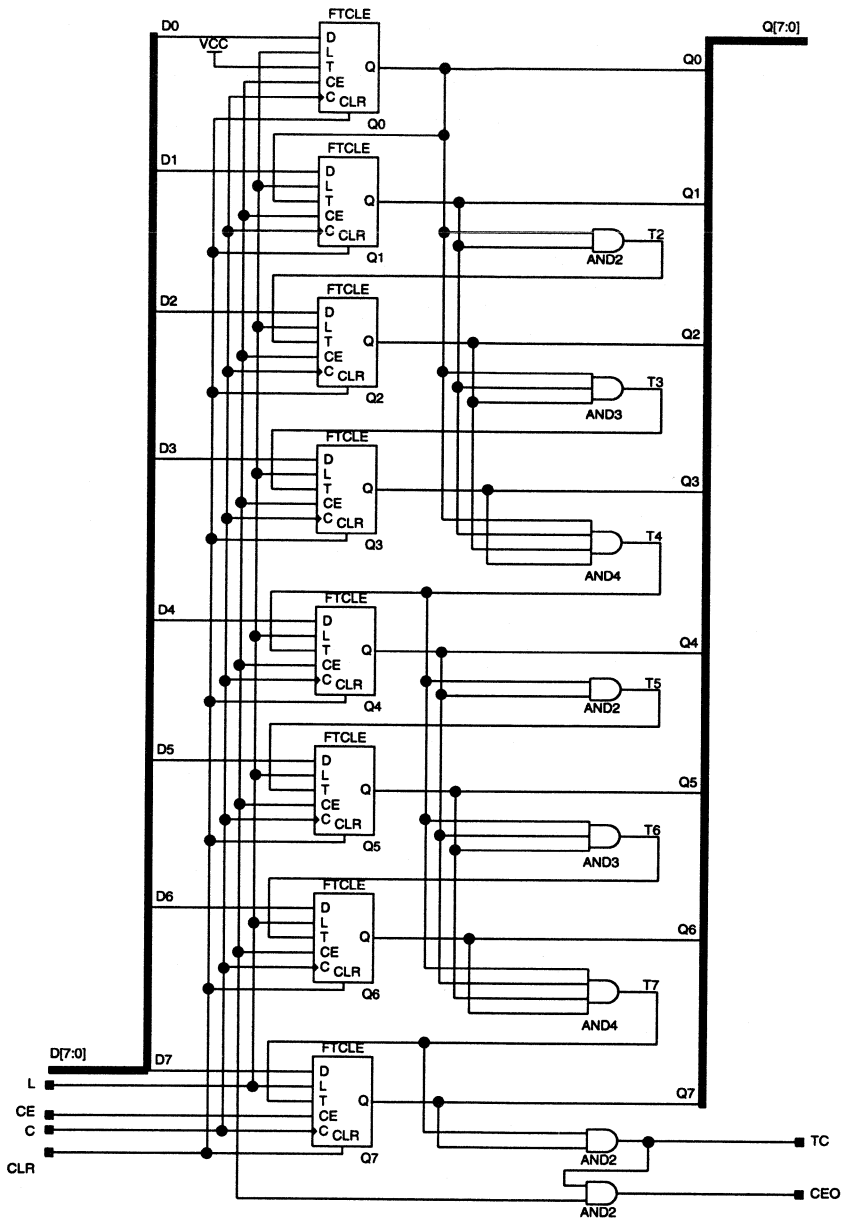 D0 FTCLE Q[7:0]
VCC D
L
T Q Q0
CE
C CLR
Q0
FTCLE
D1 D
L
T Q Q1
CE
C CLR T2
Q1 AND2
FTCLE
D2 D
L
T Q Q2
CE
C CLR T3
Q2 AND3
FTCLE
D3 D
L
T Q Q3
CE
C CLR T4
Q3
AND4
FTCLE
D4 D
L
T Q Q4
CE
C CLR T5
Q4 AND2
FTCLE
D5 D
L
T Q Q5
CE
C CLR T6
Q5
AND3
FTCLE
D6 D
L
T Q Q6
CE
C CLR T7
Q6
AND4
D[7:0] D7 FTCLE
D
L L
T Q Q7
CE CE
C C CLR TC
CLR Q7 AND2
CEO
AND2